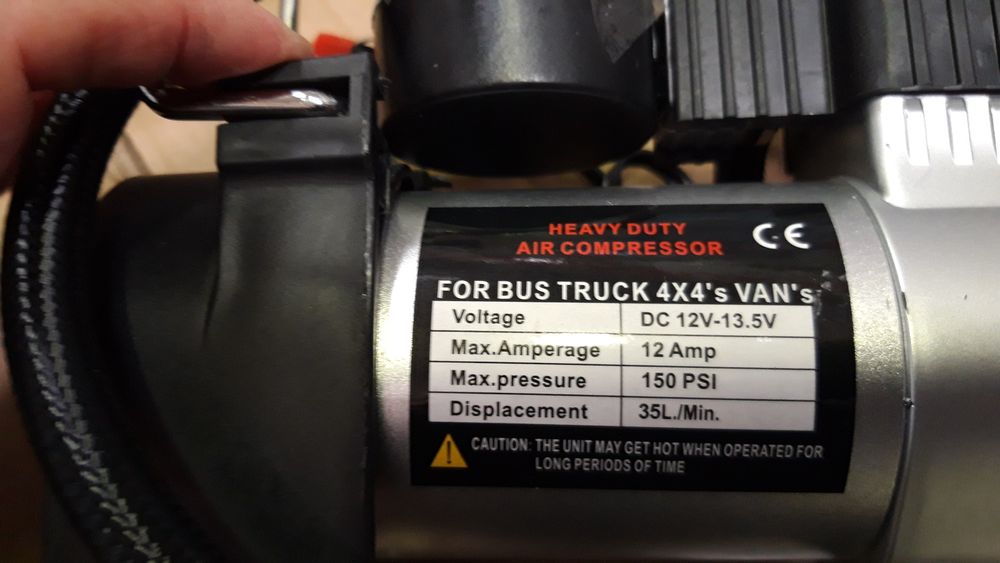 HEAVY DUTY
AIR COMPRESSOR
CE
FOR BUS TRUCK 4X4's VAN's
Voltage DC 12V-13.5V
Max.Amperage 12 Amp
Max.pressure 150 PSI
Displacement 35L./Min.
CAUTION: THE UNIT MAY GET HOT WHEN OPERATED FOR
LONG PERIODS OF TIME